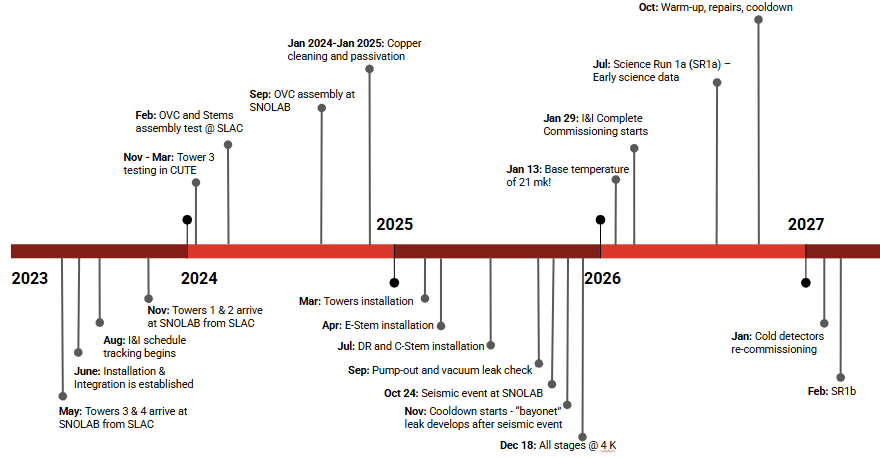 Oct: Warm-up, repairs, cooldown
Jan 2024-Jan 2025: Copper
cleaning and passivation
Jul: Science Run 1a (SR1a) –
Early science data
Sep: OVC assembly at
SNOLAB
Feb: OVC and Stems
assembly test @ SLAC
Jan 29: I&I Complete
Commissioning starts
Nov - Mar: Tower 3
testing in CUTE
Jan 13: Base temperature
of 21 mk!
2025
2027
2023
2024
2026
Nov: Towers 1 & 2 arrive
at SNOLAB from SLAC
Aug: I&I schedule
tracking begins
June: Installation &
Integration is established
May: Towers 3 & 4 arrive at
SNOLAB from SLAC
Mar: Towers installation
Apr: E-Stem installation
Jul: DR and C-Stem installation
Sep: Pump-out and vacuum leak check
Oct 24: Seismic event at SNOLAB
Nov: Cooldown starts - “bayonet”
leak develops after seismic event
Dec 18: All stages @ 4 K
Jan: Cold detectors
re-commissioning
Feb: SR1b